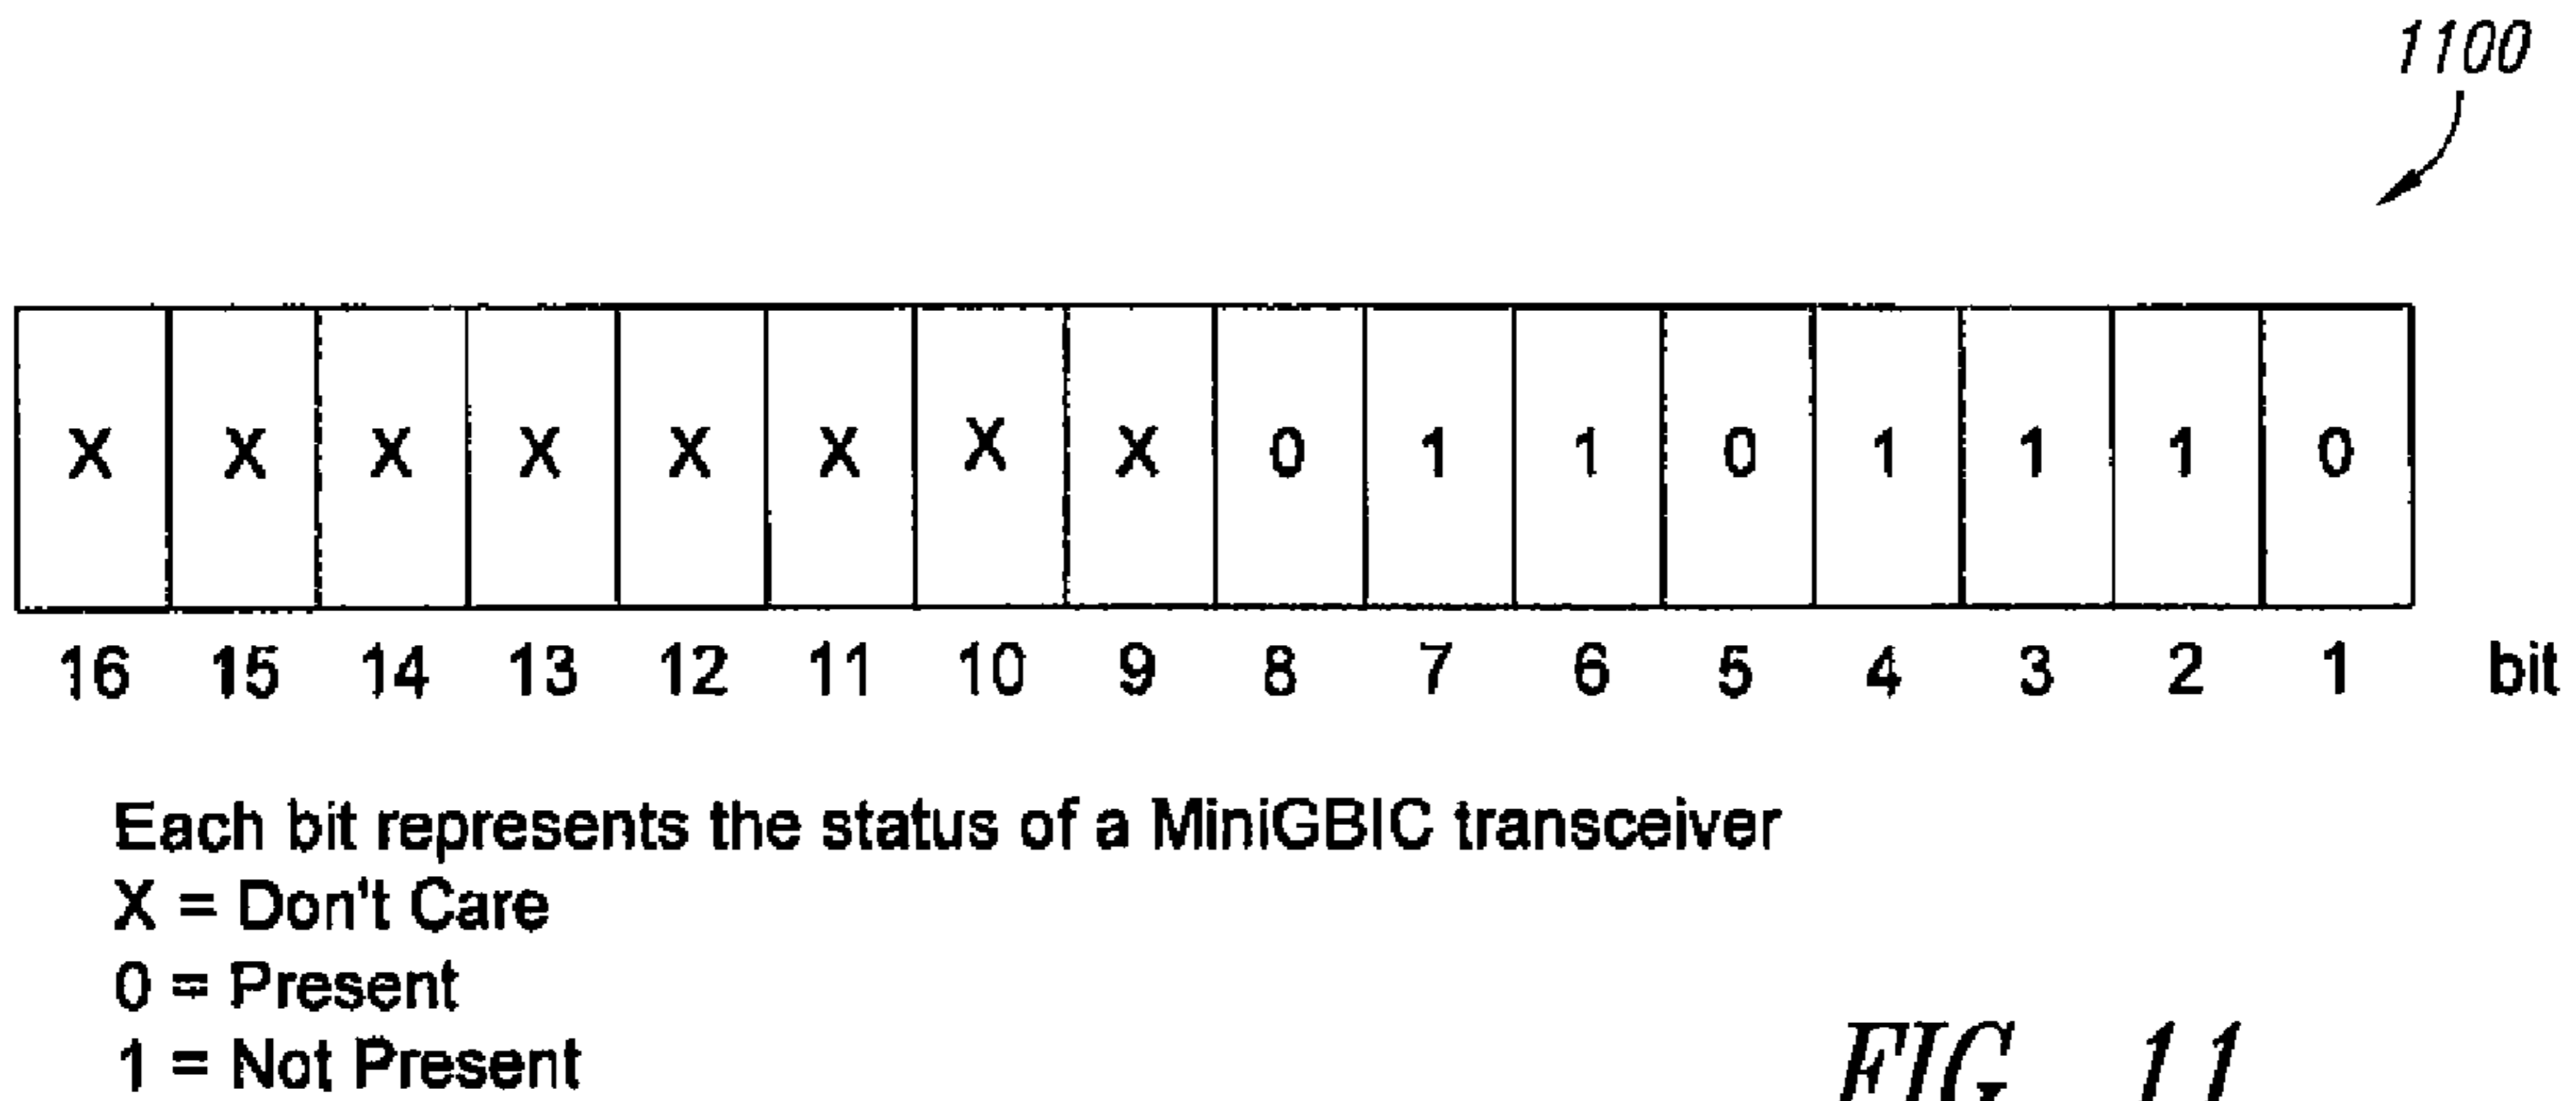 1100
X X X X X X X X 0 1 1 0 1 1 1 0
16 15 14 13 12 11 10 9 8 7 6 5 4 3 2 1 bit
Each bit represents the status of a MiniGBIC transceiver
X = Don't Care
0 = Present
1 = Not Present
FIG. 11